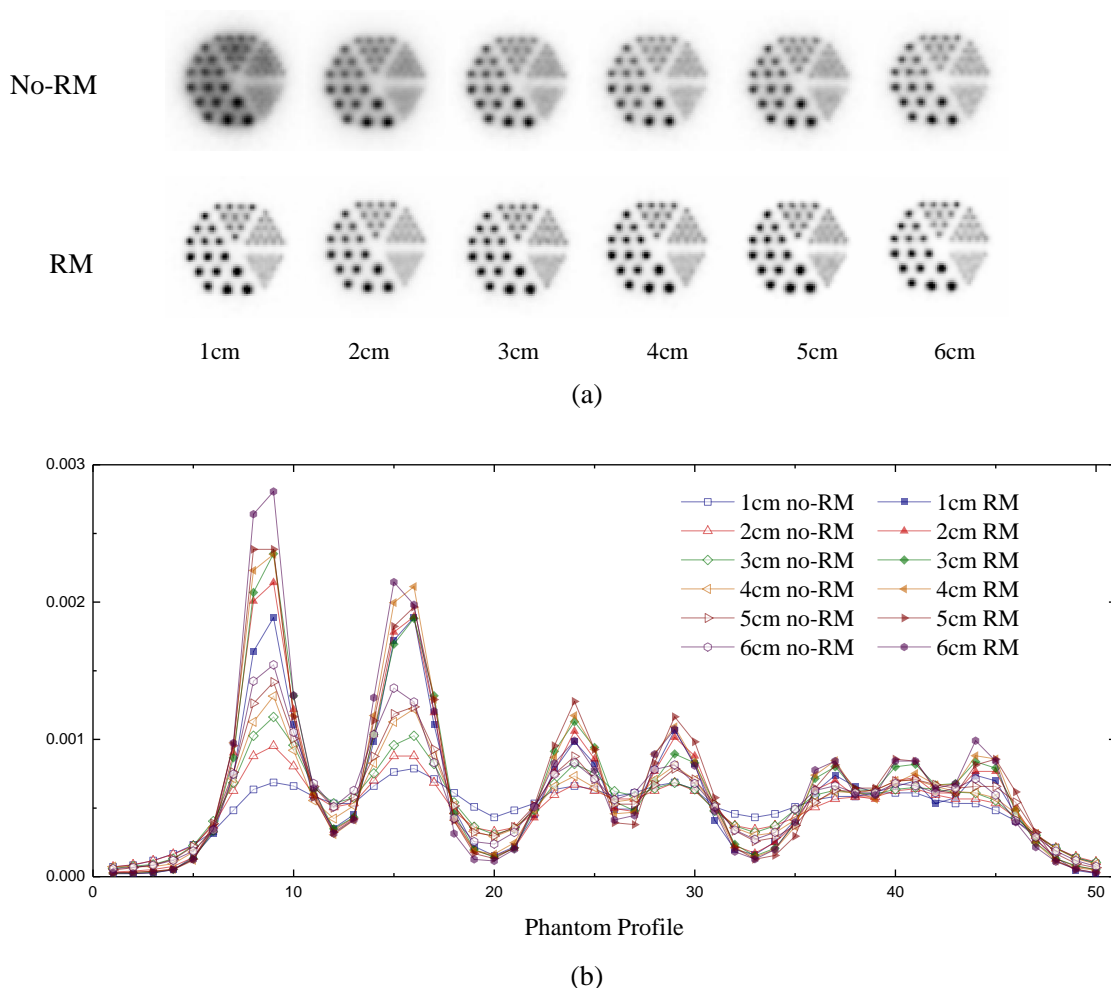 No-RM
RM
1cm 2cm 3cm 4cm 5cm 6cm
(a)
0.003
0.002
0.001
0.000
1cm no-RM 1cm RM
2cm no-RM 2cm RM
3cm no-RM 3cm RM
4cm no-RM 4cm RM
5cm no-RM 5cm RM
6cm no-RM 6cm RM
0 10 20 30 40 50
Phantom Profile
(b)